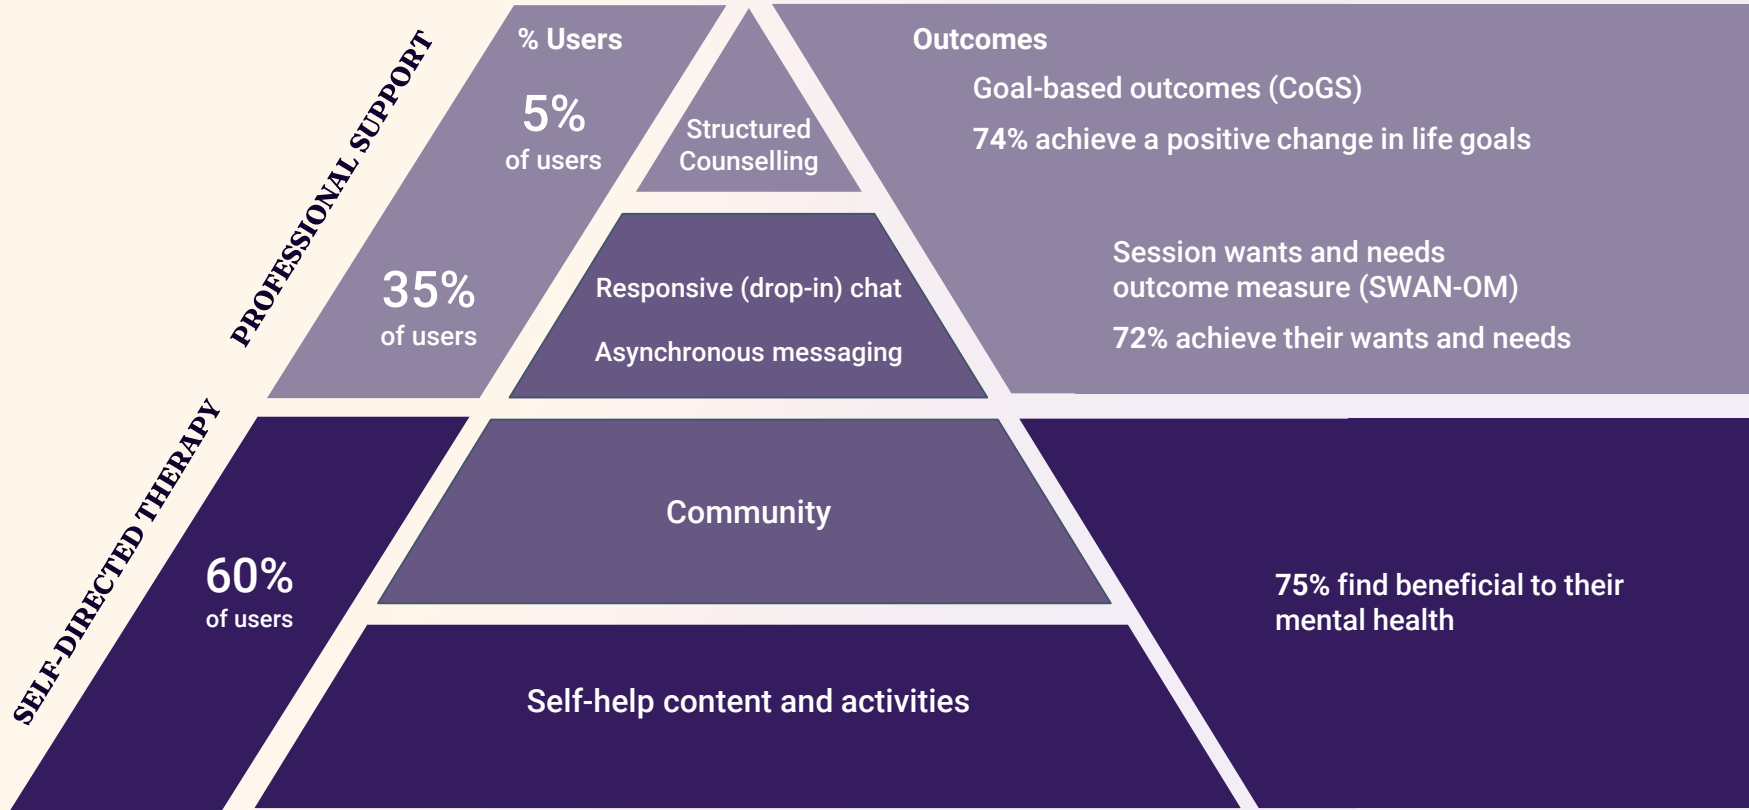 % Users
Outcomes
PROFESSIONAL SUPPORT
5%
of users
Structured
Counselling
Goal-based outcomes (CoGS)
74% achieve a positive change in life goals
35%
of users
Responsive (drop-in) chat
Asynchronous messaging
Session wants and needs
outcome measure (SWAN-OM)
72% achieve their wants and needs
SELF-DIRECTED THERAPY
60%
of users
Community
Self-help content and activities
75% find beneficial to their
mental health